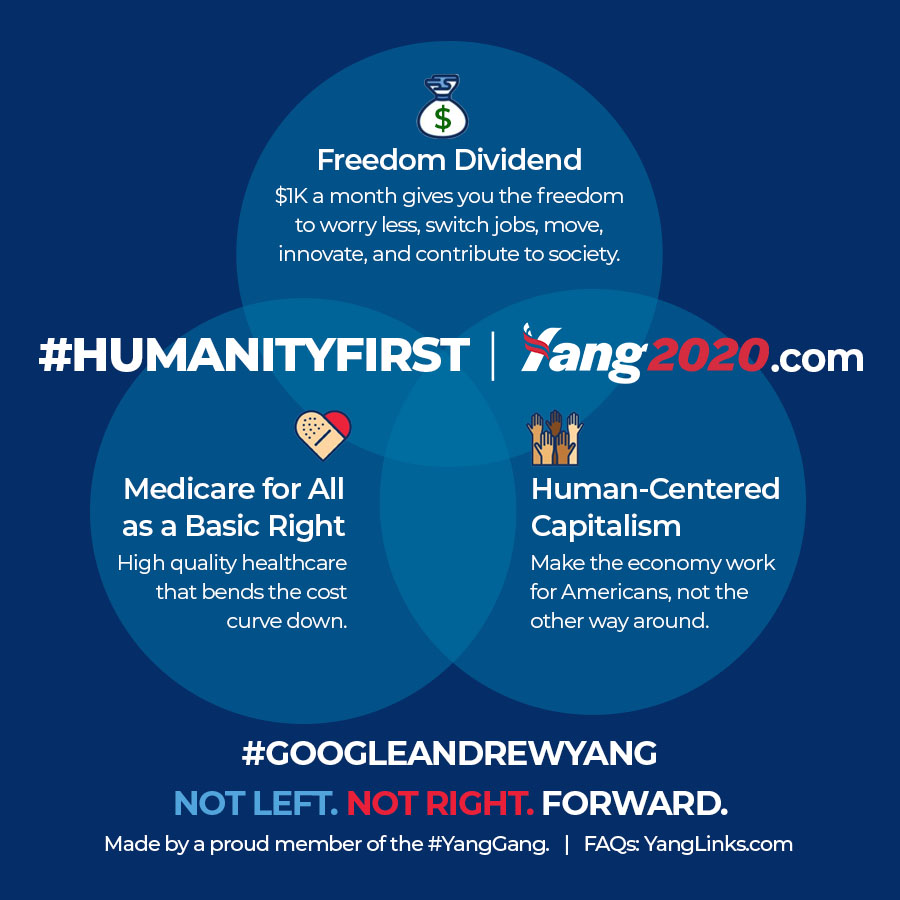 $
Freedom Dividend
$1K a month gives you the freedom
to worry less, switch jobs, move,
innovate, and contribute to society.
#HUMANITYFIRST | Yang2020.com
Medicare for All
as a Basic Right
High quality healthcare
that bends the cost
curve down.
Human-Centered
Capitalism
Make the economy work
for Americans, not the
other way around.
#GOOGLEANDREWYANG
NOT LEFT. NOT RIGHT. FORWARD.
Made by a proud member of the #YangGang. | FAQs: YangLinks.com